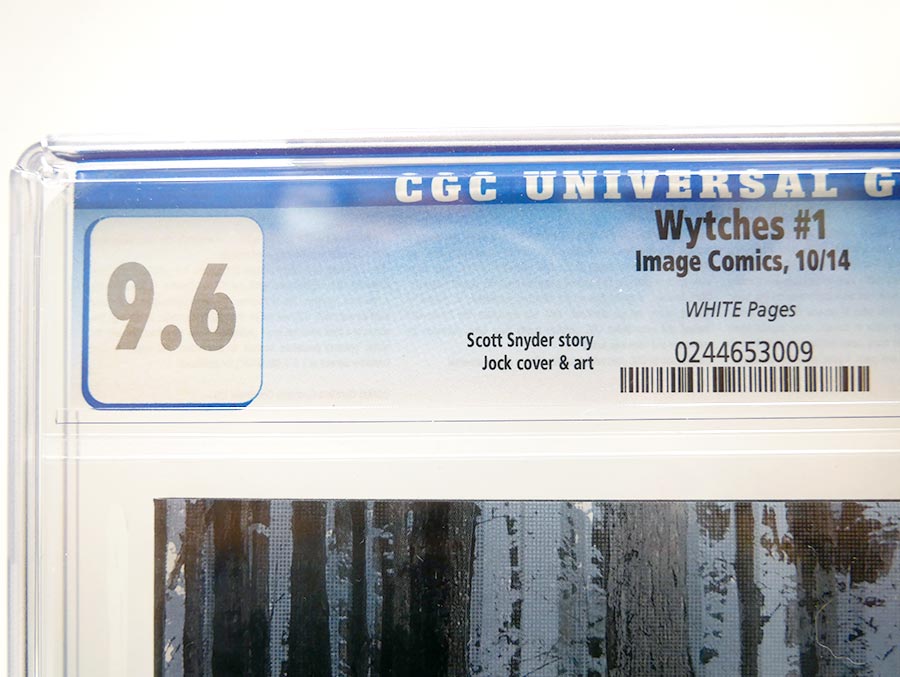 CGC UNIVERSAL G
9.6
Wytches #1
Image Comics, 10/14
WHITE Pages
Scott Snyder story
Jock cover & art
0244653009